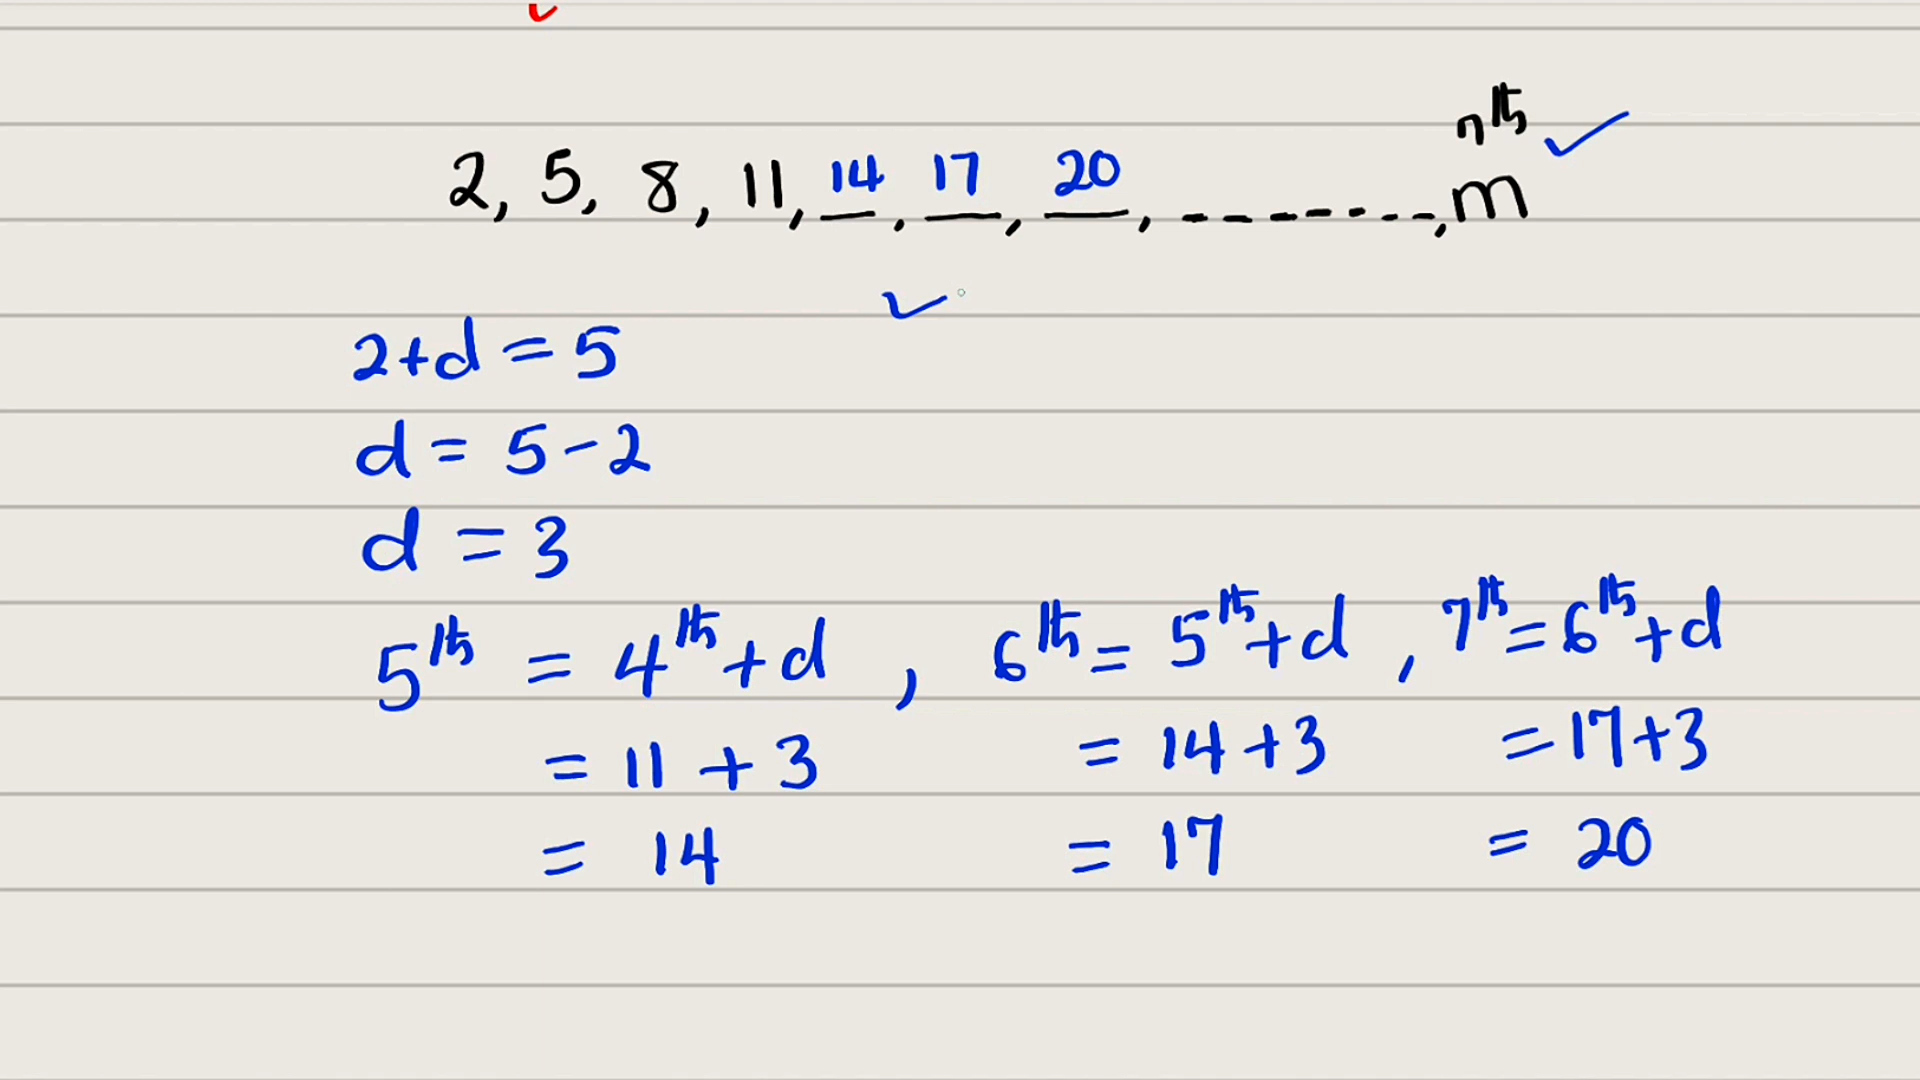 nth
2, 5, 8, 11, 14, 17, 20, --------, m
2+d = 5
d = 5-2
d = 3
5th = 4th + d , 6th = 5th + d , 7th = 6th + d
= 11 + 3 = 14 + 3 = 17 + 3
= 14 = 17 = 20